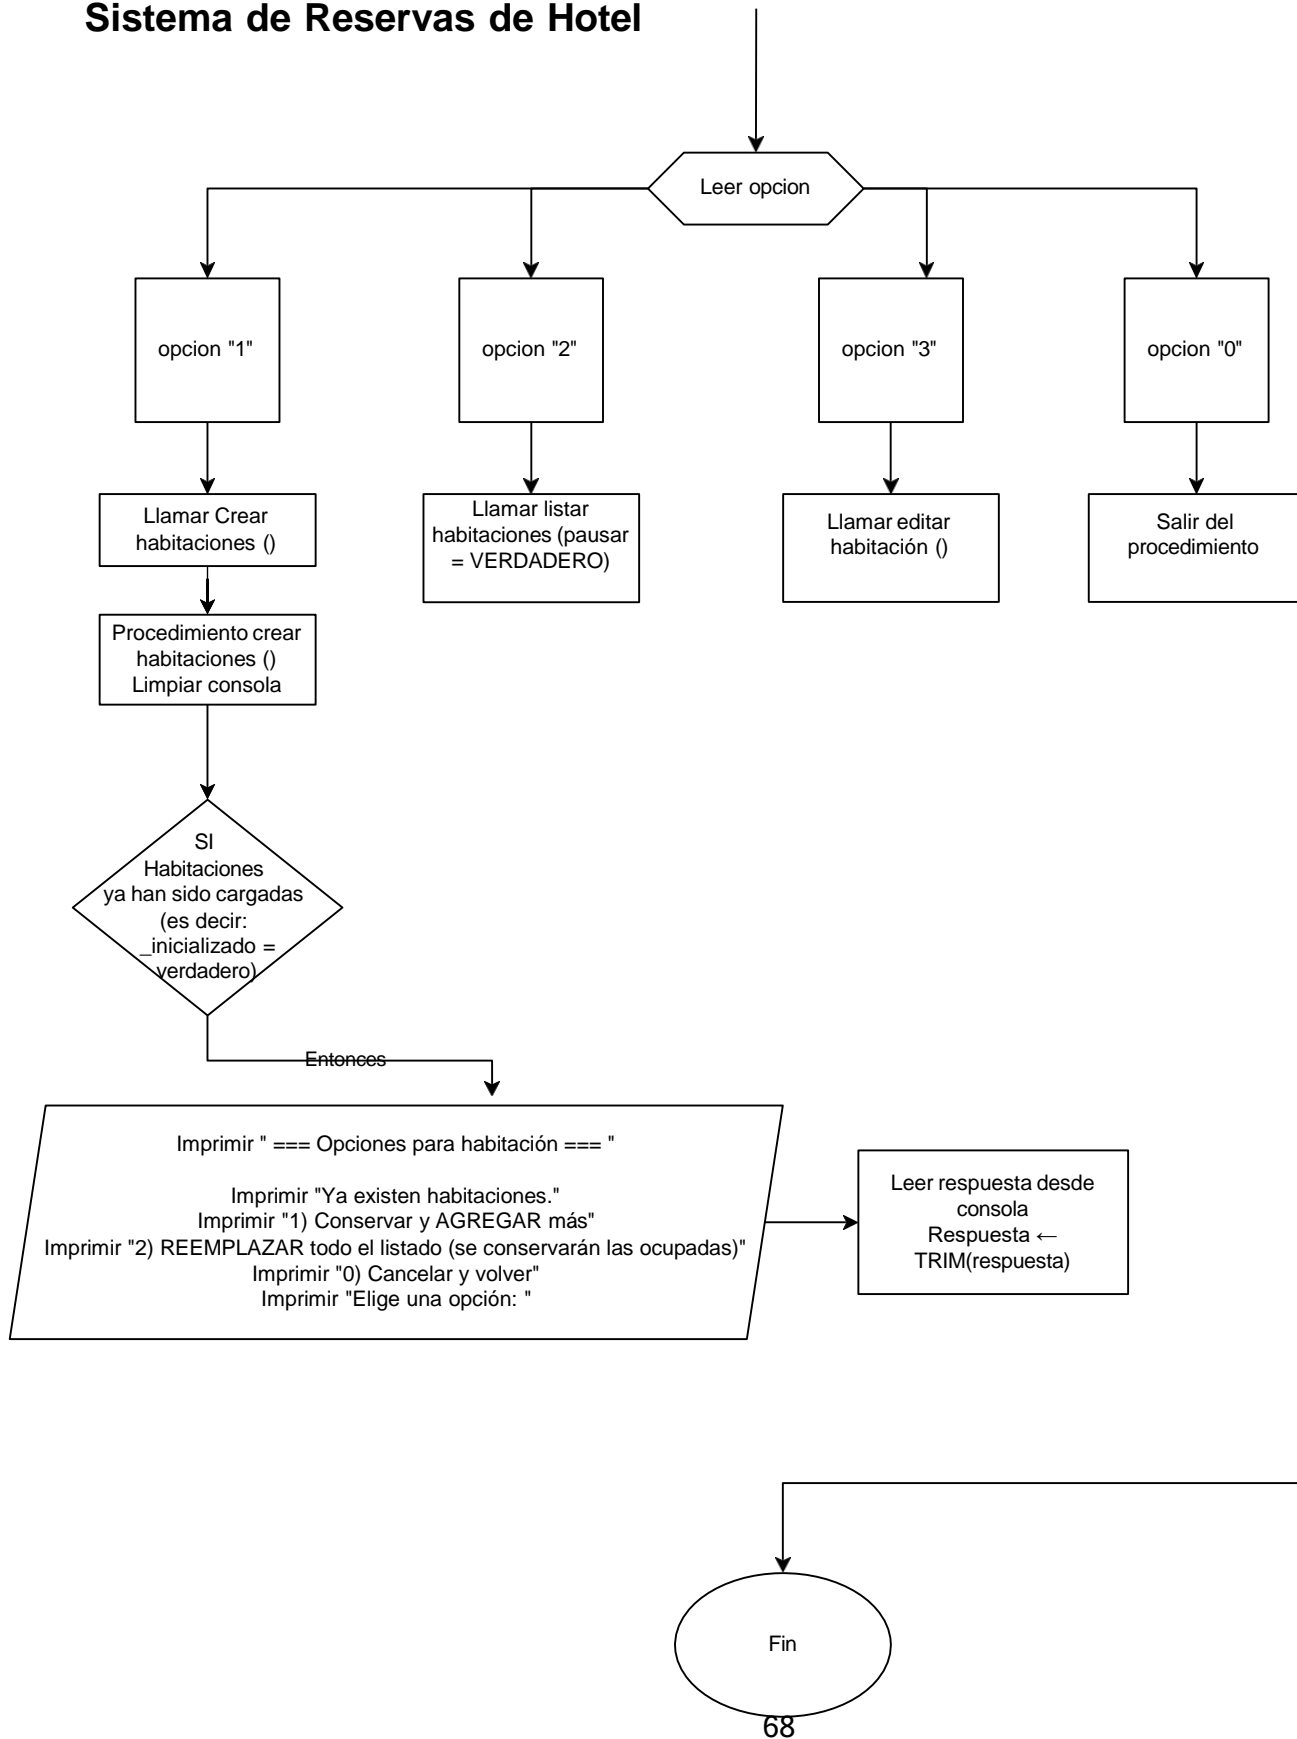 Sistema de Reservas de Hotel
Leer opcion
opcion "1"
opcion "2"
opcion "3"
opcion "0"
Llamar Crear
habitaciones ()
Llamar listar
habitaciones (pausar
= VERDADERO)
Llamar editar
habitación ()
Salir del
procedimiento
Procedimiento crear
habitaciones ()
Limpiar consola
SI
Habitaciones
ya han sido cargadas
(es decir:
_inicializado =
verdadero)
Entonces
Imprimir " === Opciones para habitación === "
Imprimir "Ya existen habitaciones."
Imprimir "1) Conservar y AGREGAR más"
Imprimir "2) REEMPLAZAR todo el listado (se conservarán las ocupadas)"
Imprimir "0) Cancelar y volver"
Imprimir "Elige una opción: "
Leer respuesta desde
consola
Respuesta ←
TRIM(respuesta)
Fin
68